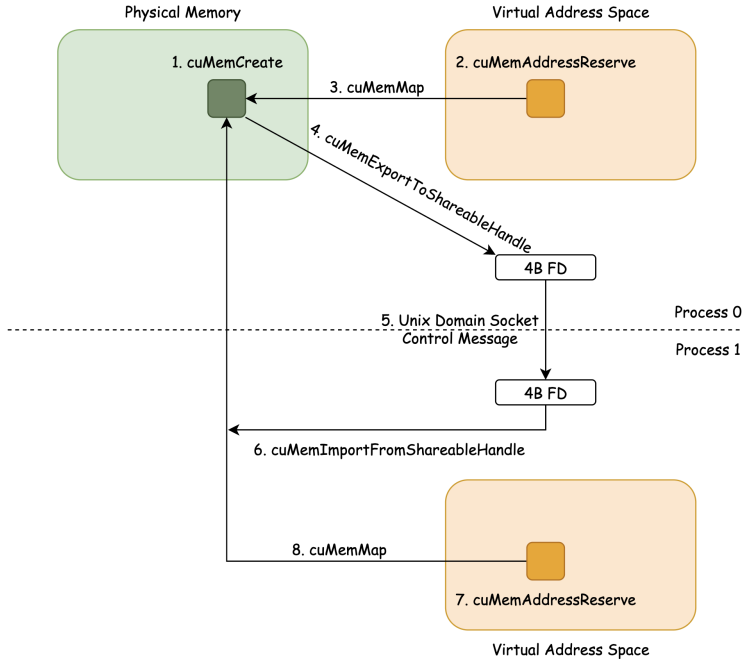 Physical Memory
Virtual Address Space
1. cuMemCreate
2. cuMemAddressReserve
3. cuMemMap
4. cuMemExportToShareableHandle
4B FD
5. Unix Domain Socket
Control Message
Process 0
Process 1
4B FD
6. cuMemImportFromShareableHandle
8. cuMemMap
7. cuMemAddressReserve
Virtual Address Space